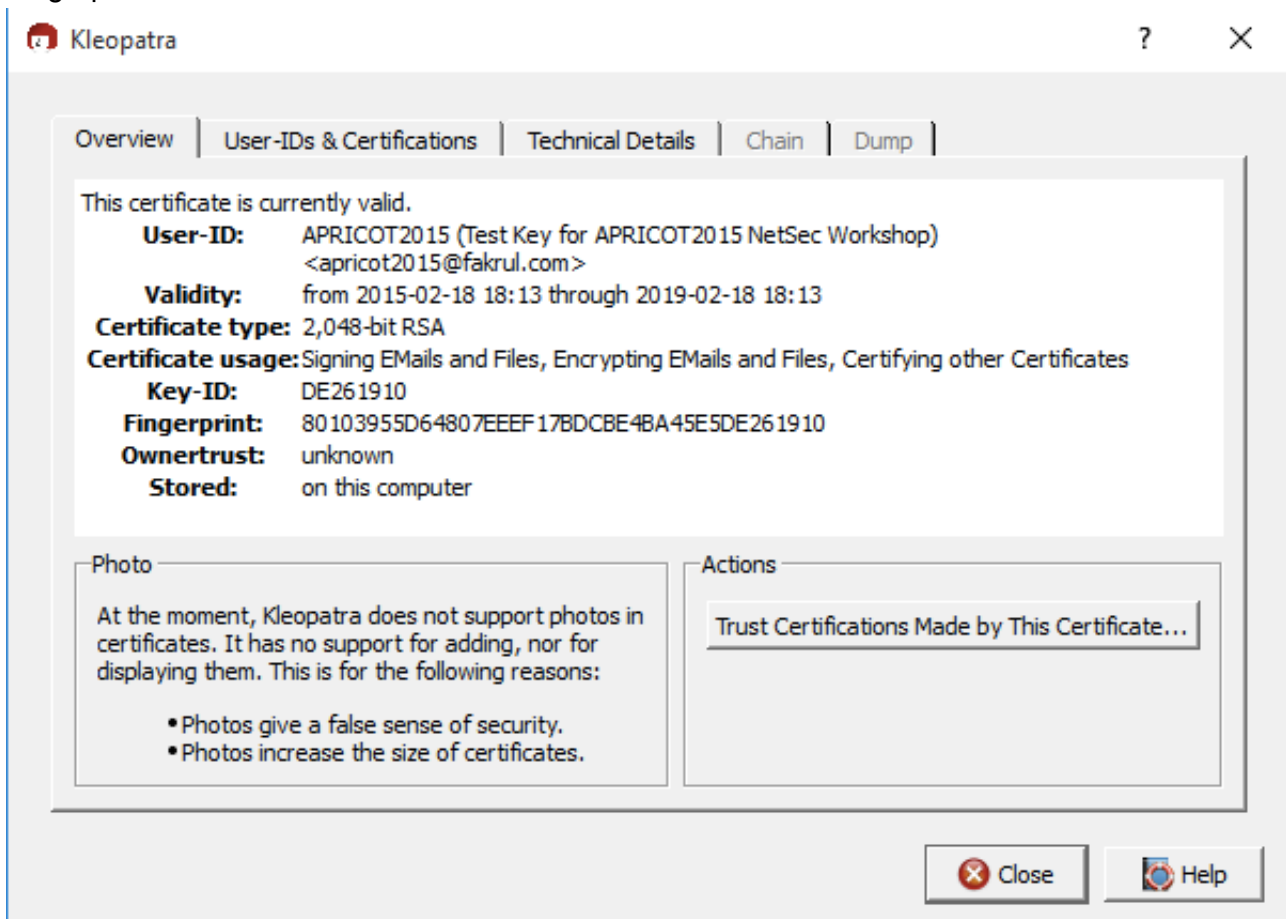 Kleopatra ? ×
Overview User-IDs & Certifications Technical Details Chain Dump
This certificate is currently valid.
User-ID: APRICOT2015 (Test Key for APRICOT2015 NetSec Workshop)
<apricot2015@fakrul.com>
Validity: from 2015-02-18 18:13 through 2019-02-18 18:13
Certificate type: 2,048-bit RSA
Certificate usage: Signing EMails and Files, Encrypting EMails and Files, Certifying other Certificates
Key-ID: DE261910
Fingerprint: 80103955D64807EEEF17BDCBE4BA45E5DE261910
Ownertrust: unknown
Stored: on this computer
Photo
At the moment, Kleopatra does not support photos in
certificates. It has no support for adding, nor for
displaying them. This is for the following reasons:
•Photos give a false sense of security.
•Photos increase the size of certificates.
Actions
Trust Certifications Made by This Certificate...
Close Help